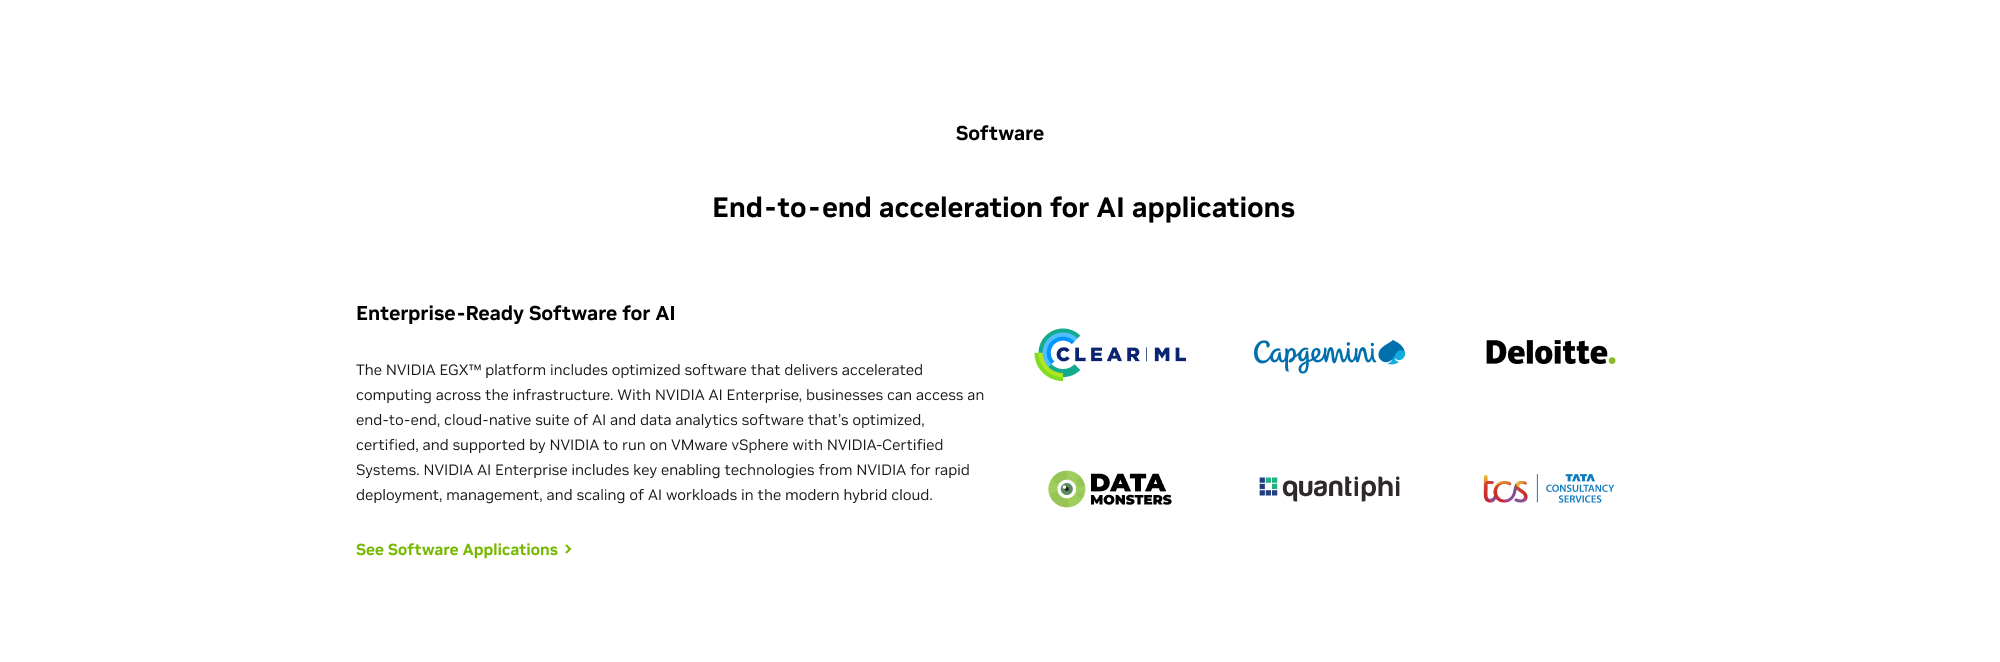 Software
End-to-end acceleration for AI applications
Enterprise-Ready Software for AI
The NVIDIA EGX™ platform includes optimized software that delivers accelerated
computing across the infrastructure. With NVIDIA AI Enterprise, businesses can access an
end-to-end, cloud-native suite of AI and data analytics software that’s optimized,
certified, and supported by NVIDIA to run on VMware vSphere with NVIDIA-Certified
Systems. NVIDIA AI Enterprise includes key enabling technologies from NVIDIA for rapid
deployment, management, and scaling of AI workloads in the modern hybrid cloud.
See Software Applications >
CLEAR|ML
Capgemini
Deloitte.
DATA
MONSTERS
quantiphi
tcs
TATA
CONSULTANCY
SERVICES